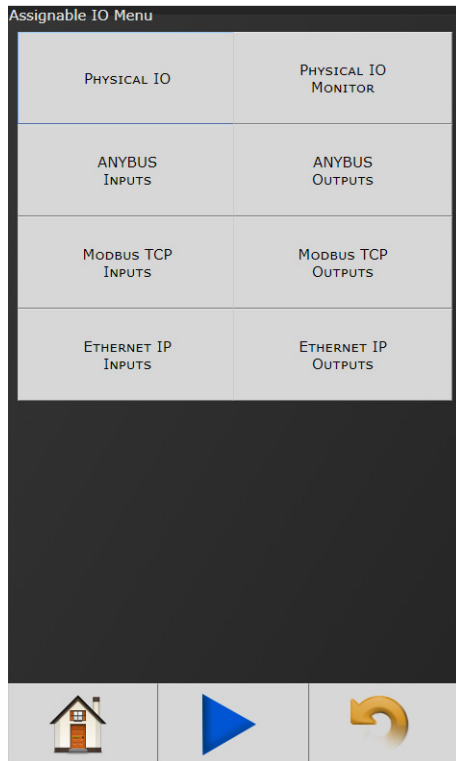 Assignable IO Menu
Physical IO
Physical IO
Monitor
ANYBUS
Inputs
ANYBUS
Outputs
Modbus TCP
Inputs
Modbus TCP
Outputs
Ethernet IP
Inputs
Ethernet IP
Outputs